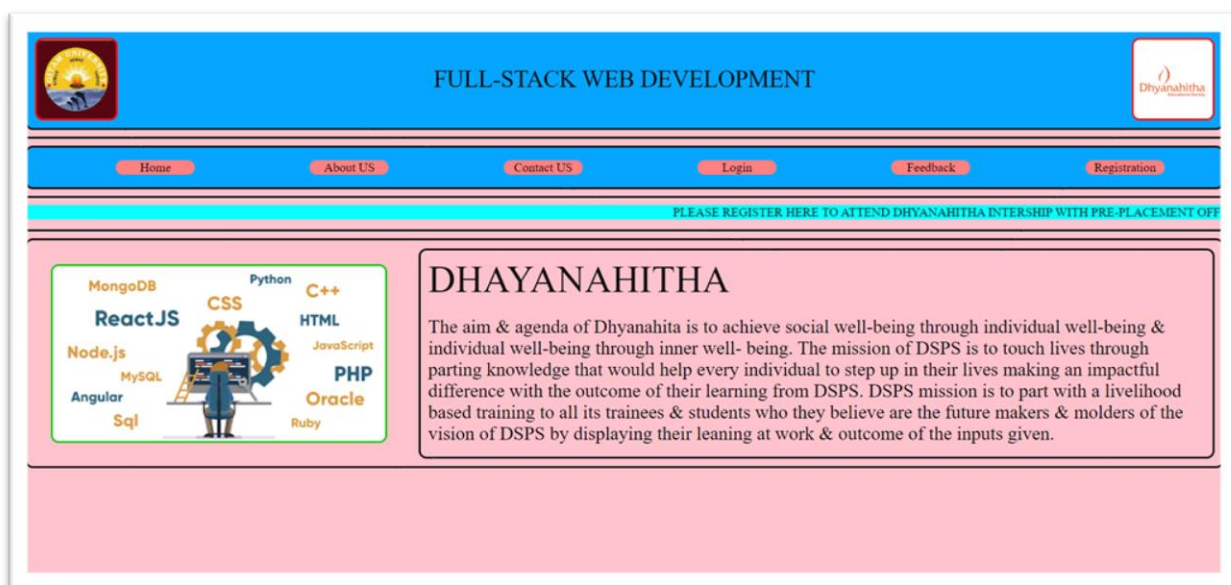 FULL-STACK WEB DEVELOPMENT
Dhyanahitha
Home
About US
Contact US
Login
Feedback
Registration
PLEASE REGISTER HERE TO ATTEND DHYANAHITHA INTERSHIP WITH PRE-PLACEMENT OFF
MongoDB
Python
C++
CSS
ReactJS
HTML
Node.js
JavaScript
MySQL
PHP
Angular
Oracle
Sql
Ruby
DHAYANAHITHA
The aim & agenda of Dhyanahita is to achieve social well-being through individual well-being &
individual well-being through inner well- being. The mission of DSPS is to touch lives through
parting knowledge that would help every individual to step up in their lives making an impactful
difference with the outcome of their learning from DSPS. DSPS mission is to part with a livelihood
based training to all its trainees & students who they believe are the future makers & molders of the
vision of DSPS by displaying their leaning at work & outcome of the inputs given.